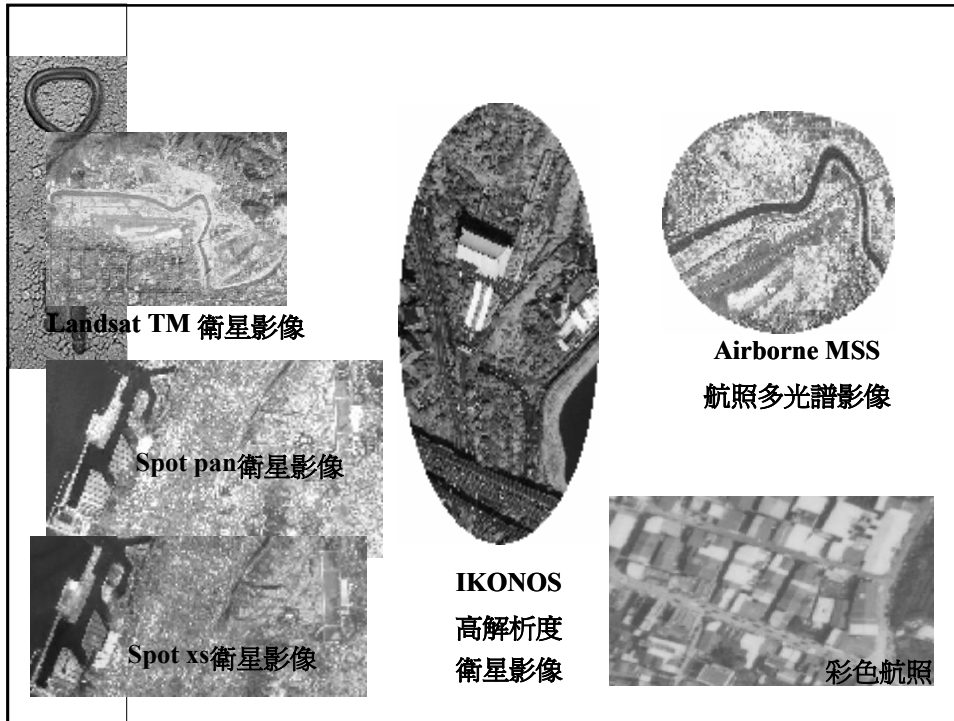 Landsat TM 衛星影像
Spot pan衛星影像
Spot xs衛星影像
IKONOS
高解析度
衛星影像
Airborne MSS
航照多光譜影像
彩色航照